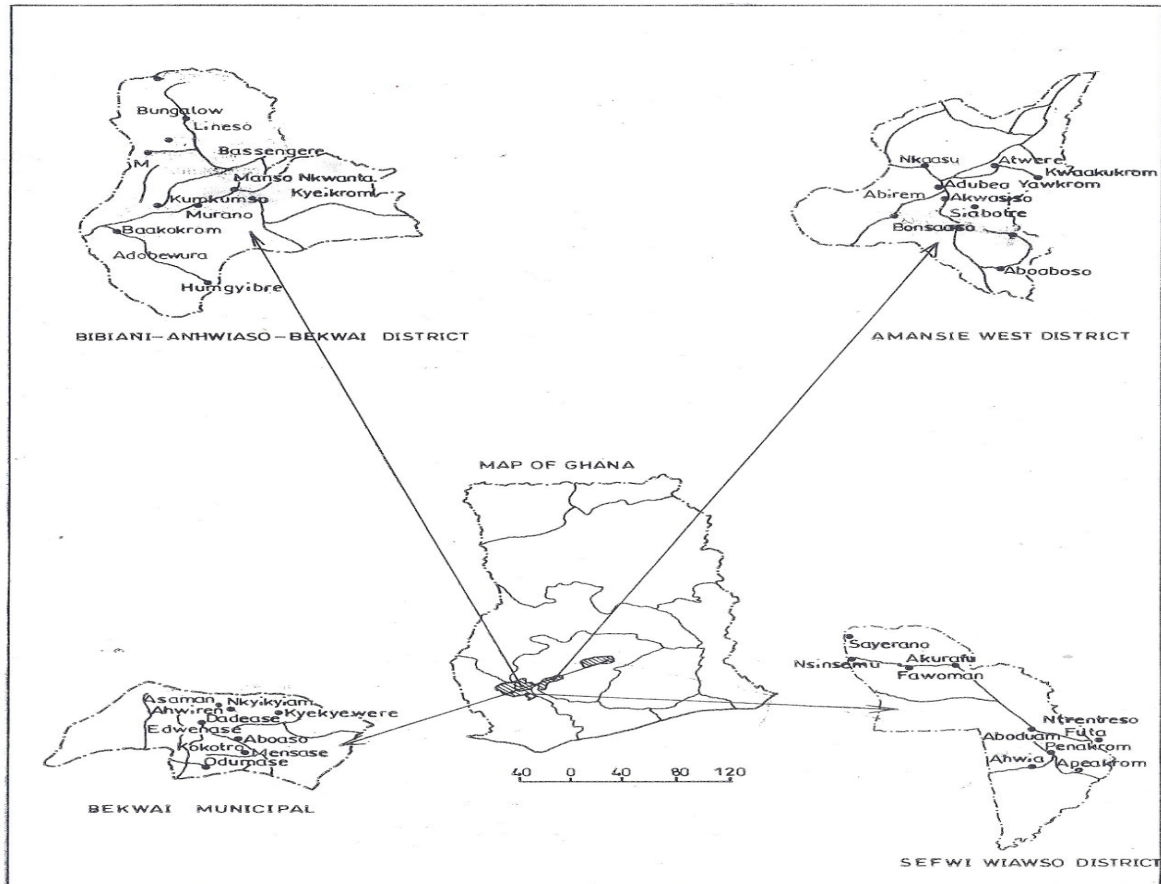 Bungalow
Lineso
Bassengere
M
Manso Nkwanta
Kyeikrom
Kumkumso
Murano
Baakokrom
Adobewura
Humgyibre
BIBIANI-ANHWIASO-BEKWAI DISTRICT
Nkaasu
Atwere
Kwaakukrom
Adubea Yawkrom
Abirem
Akwasiso
Siabotre
Bonsaaso
Aboaboso
AMANSIE WEST DISTRICT
MAP OF GHANA
40 0 40 80 120
Asaman
Nkyikyiam
Ahwiren
Kyekyewere
Dadease
Edwenase
Aboaso
Kokotro
Mensase
Odumase
BEKWAI MUNICIPAL
Sayerano
Nsinsemu
Akurafu
Fawoman
Ntrentreso
Futa
Aboduam
Penakrom
Ahwia
Apeakrom
SEFWI WIAWSO DISTRICT